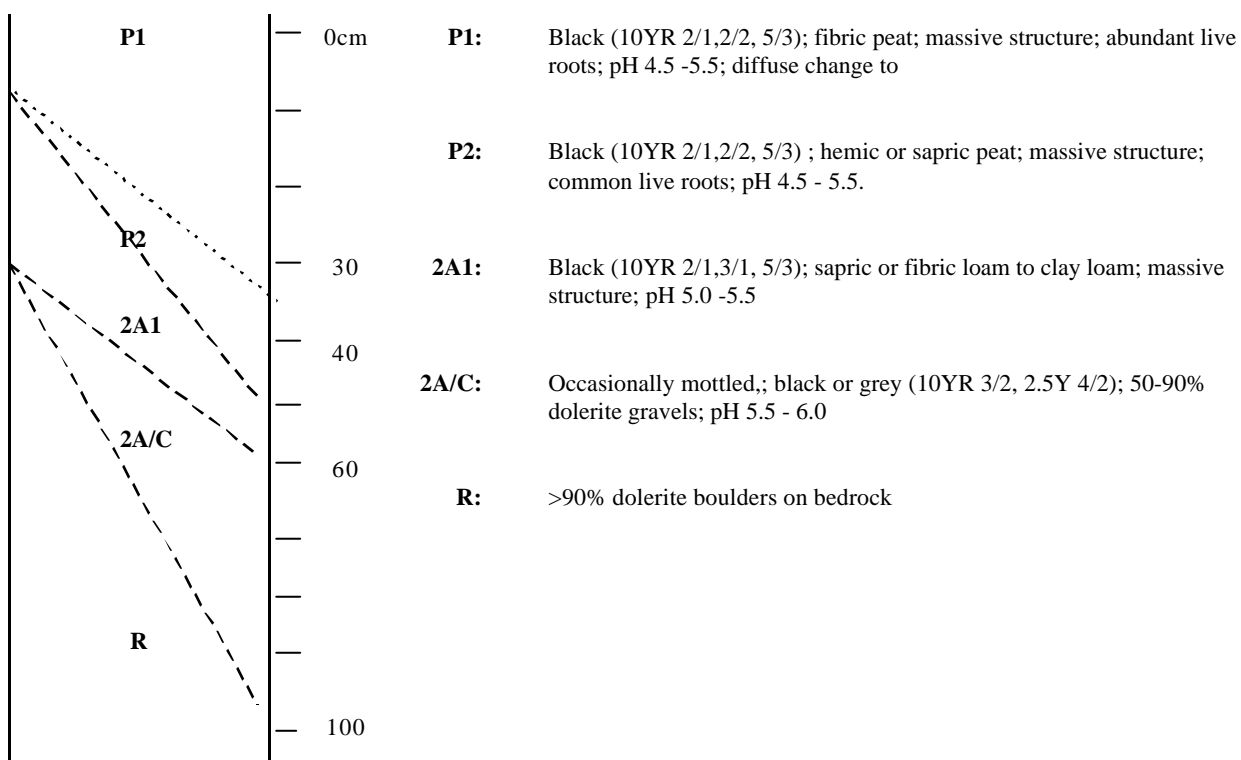 P1
0cm
P1: Black (10YR 2/1,2/2, 5/3); fibric peat; massive structure; abundant live
roots; pH 4.5 -5.5; diffuse change to
P2: Black (10YR 2/1,2/2, 5/3) ; hemic or sapric peat; massive structure;
common live roots; pH 4.5 - 5.5.
P2
30
2A1: Black (10YR 2/1,3/1, 5/3); sapric or fibric loam to clay loam; massive
structure; pH 5.0 -5.5
2A1
40
2A/C: Occasionally mottled,; black or grey (10YR 3/2, 2.5Y 4/2); 50-90%
dolerite gravels; pH 5.5 - 6.0
2A/C
60
R: >90% dolerite boulders on bedrock
R
100